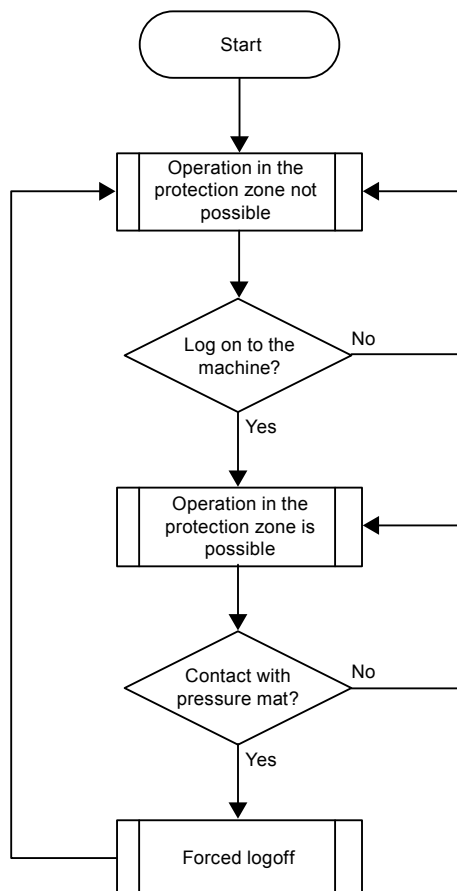 Start
Operation in the
protection zone not
possible
Log on to the
machine?
No
Yes
Operation in the
protection zone is
possible
Contact with
pressure mat?
No
Yes
Forced logoff